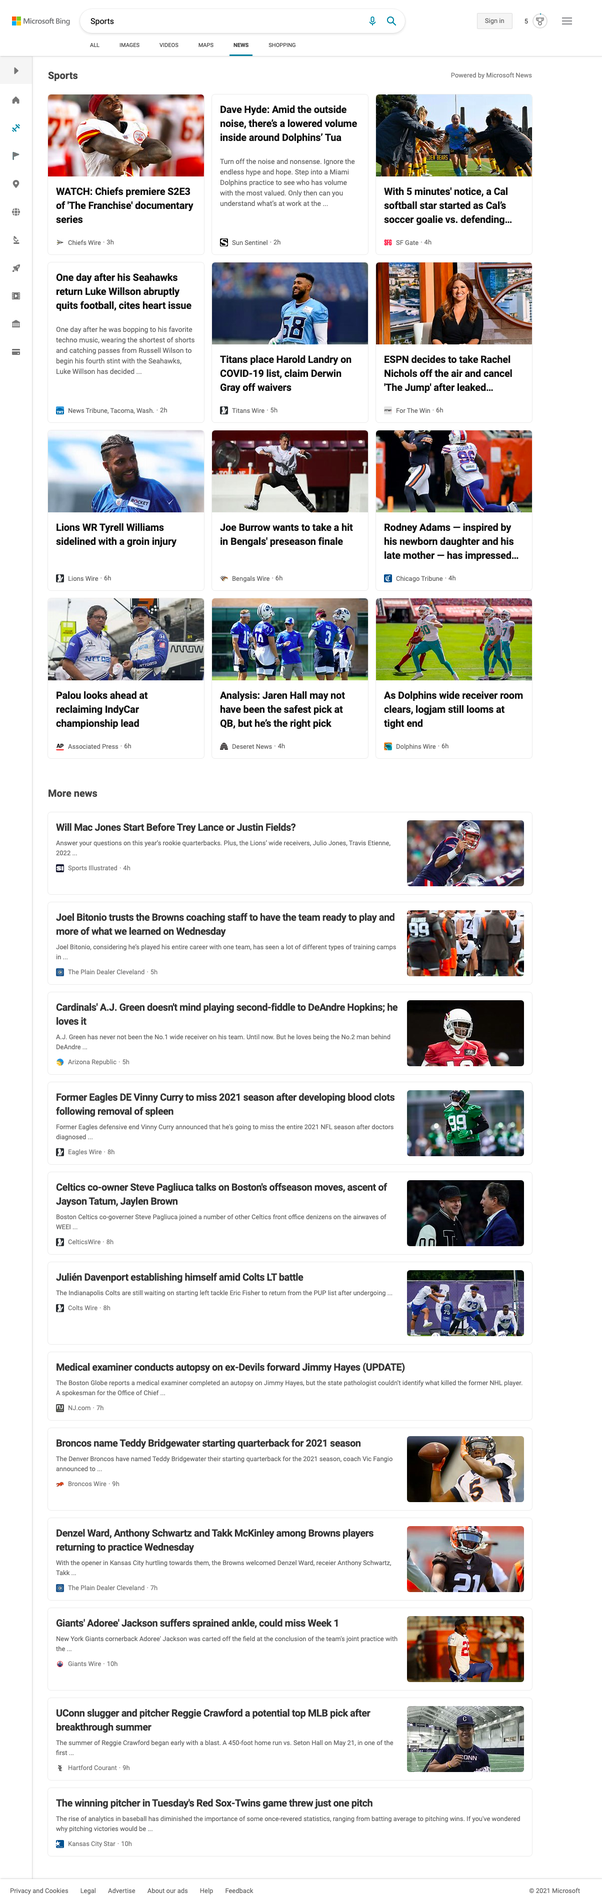 Microsoft Bing
Sports
Sign in
5
ALL
IMAGES
VIDEOS
MAPS
NEWS
SHOPPING
Sports
Powered by Microsoft News
WATCH: Chiefs premiere S2E3
of 'The Franchise' documentary
series
Chiefs Wire · 3h
Dave Hyde: Amid the outside
noise, there's a lowered volume
inside around Dolphins' Tua
Turn off the noise and nonsense. Ignore the
endless hype and hope. Step into a Miami
Dolphins practice to see who has volume
with the most valued. Only then can you
understand what's at work at the ...
Sun Sentinel · 2h
With 5 minutes' notice, a Cal
softball star started as Cal's
soccer goalie vs. defending...
SF Gate · 4h
One day after his Seahawks
return Luke Willson abruptly
quits football, cites heart issue
One day after he was bopping to his favorite
techno music, wearing the shortest of shorts
and catching passes from Russell Wilson to
begin his fourth stint with the Seahawks,
Luke Willson has decided ...
News Tribune, Tacoma, Wash. · 2h
58
Titans place Harold Landry on
COVID-19 list, claim Derwin
Gray off waivers
Titans Wire · 5h
ESPN decides to take Rachel
Nichols off the air and cancel
'The Jump' after leaked...
For The Win · 6h
Lions WR Tyrell Williams
sidelined with a groin injury
Lions Wire · 6h
Joe Burrow wants to take a hit
in Bengals' preseason finale
Bengals Wire · 6h
Rodney Adams — inspired by
his newborn daughter and his
late mother — has impressed...
Chicago Tribune · 4h
Palou looks ahead at
reclaiming IndyCar
championship lead
AP
Associated Press · 6h
Analysis: Jaren Hall may not
have been the safest pick at
QB, but he's the right pick
Deseret News · 4h
As Dolphins wide receiver room
clears, logjam still looms at
tight end
Dolphins Wire · 6h
More news
Will Mac Jones Start Before Trey Lance or Justin Fields?
Answer your questions on this year's rookie quarterbacks. Plus, the Lions' wide receivers, Julio Jones, Travis Etienne,
2022 ...
Sports Illustrated · 4h
Joel Bitonio trusts the Browns coaching staff to have the team ready to play and
more of what we learned on Wednesday
Joel Bitonio, considering he's played his entire career with one team, has seen a lot of different types of training camps
in ...
The Plain Dealer Cleveland · 5h
99
Cardinals' A.J. Green doesn't mind playing second-fiddle to DeAndre Hopkins; he
loves it
A.J. Green has never not been the No.1 wide receiver on his team. Until now. But he loves being the No.2 man behind
DeAndre ...
Arizona Republic · 5h
Former Eagles DE Vinny Curry to miss 2021 season after developing blood clots
following removal of spleen
Former Eagles defensive end Vinny Curry announced that he's going to miss the entire 2021 NFL season after doctors
diagnosed ...
Eagles Wire · 8h
99
Celtics co-owner Steve Pagliuca talks on Boston's offseason moves, ascent of
Jayson Tatum, Jaylen Brown
Boston Celtics co-governor Steve Pagliuca joined a number of other Celtics front office denizens on the airwaves of
WEEI ...
CelticsWire · 8h
Julién Davenport establishing himself amid Colts LT battle
The Indianapolis Colts are still waiting on starting left tackle Eric Fisher to return from the PUP list after undergoing ...
Colts Wire · 8h
73
Medical examiner conducts autopsy on ex-Devils forward Jimmy Hayes (UPDATE)
The Boston Globe reports a medical examiner completed an autopsy on Jimmy Hayes, but the state pathologist couldn't identify what killed the former NHL player.
A spokesman for the Office of Chief ...
NJ.com · 7h
Broncos name Teddy Bridgewater starting quarterback for 2021 season
The Denver Broncos have named Teddy Bridgewater their starting quarterback for the 2021 season, coach Vic Fangio
announced to ...
Broncos Wire · 9h
5
Denzel Ward, Anthony Schwartz and Takk McKinley among Browns players
returning to practice Wednesday
With the opener in Kansas City hurtling towards them, the Browns welcomed Denzel Ward, receier Anthony Schwartz,
Takk ...
The Plain Dealer Cleveland · 7h
21
Giants' Adoree' Jackson suffers sprained ankle, could miss Week 1
New York Giants cornerback Adoree' Jackson was carted off the field at the conclusion of the team's joint practice with
the ...
Giants Wire · 10h
UConn slugger and pitcher Reggie Crawford a potential top MLB pick after
breakthrough summer
The summer of Reggie Crawford began early with a blast. A 450-foot home run vs. Seton Hall on May 21, in one of the
first ...
Hartford Courant · 9h
The winning pitcher in Tuesday's Red Sox-Twins game threw just one pitch
The rise of analytics in baseball has diminished the importance of some once-revered statistics, ranging from batting average to pitching wins. If you've wondered
why pitching victories would be ...
Kansas City Star · 10h
Privacy and Cookies
Legal
Advertise
About our ads
Help
Feedback
© 2021 Microsoft